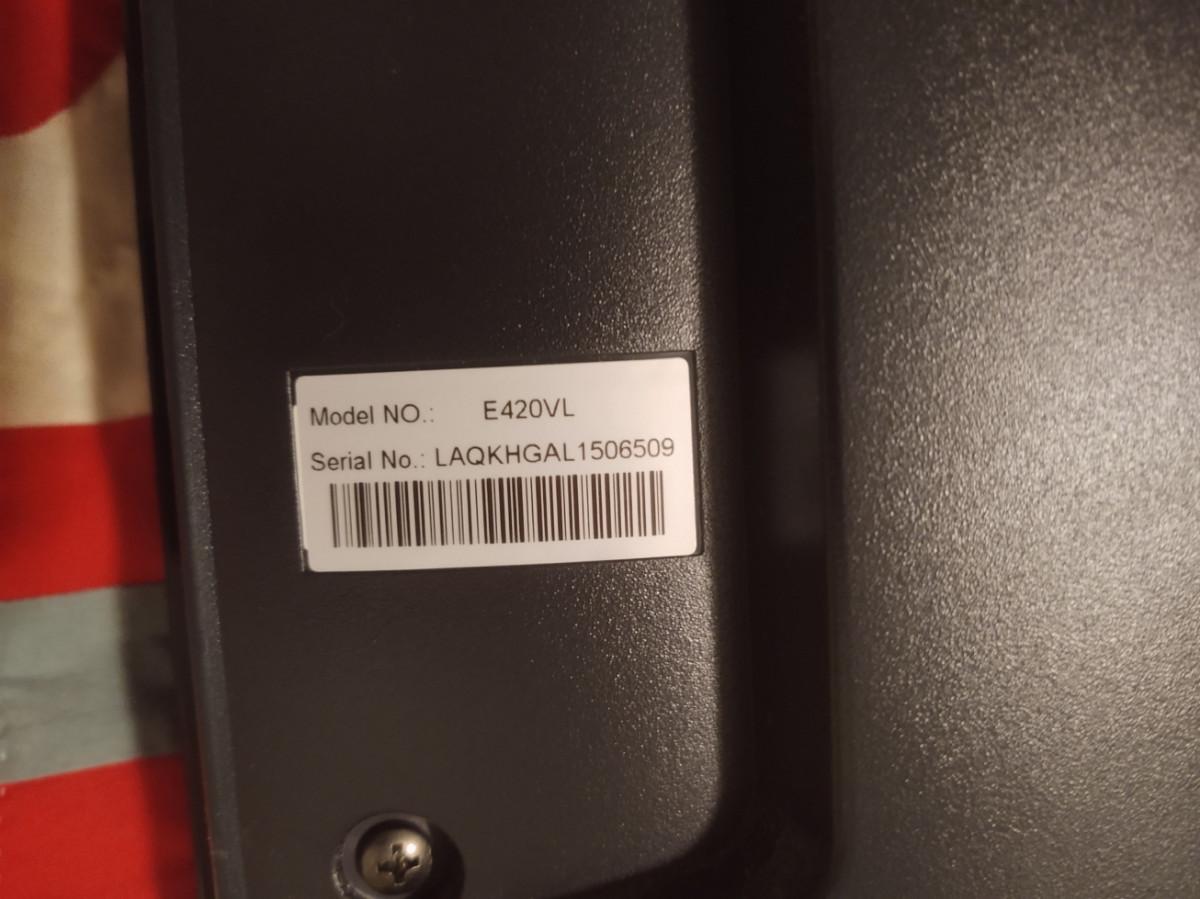 Model NO.: E420VL
Serial No.: LAQKHGAL1506509